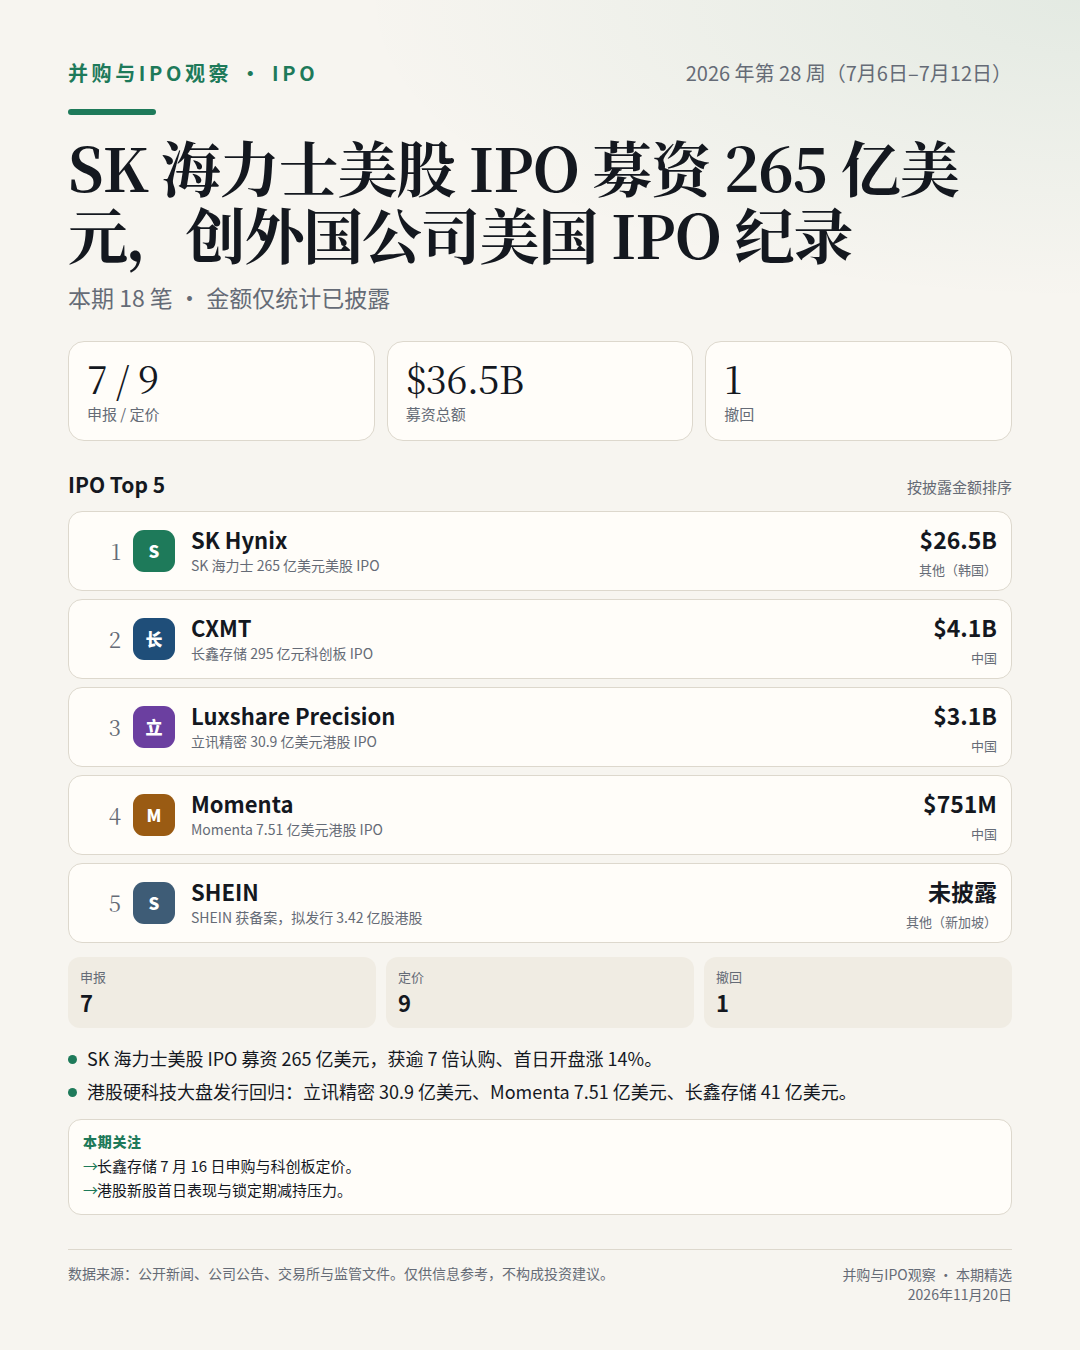 并购与IPO观察 · IPO
2026 年第 28 周（7月6日–7月12日）
SK 海力士美股 IPO 募资 265 亿美
元，创外国公司美国 IPO 纪录
本期 18 笔 · 金额仅统计已披露
7 / 9
申报 / 定价
$36.5B
募资总额
1
撤回
IPO Top 5
按披露金额排序
1
S
SK Hynix
SK 海力士 265 亿美元美股 IPO
$26.5B
其他（韩国）
2
长
CXMT
长鑫存储 295 亿元科创板 IPO
$4.1B
中国
3
立
Luxshare Precision
立讯精密 30.9 亿美元港股 IPO
$3.1B
中国
4
M
Momenta
Momenta 7.51 亿美元港股 IPO
$751M
中国
5
S
SHEIN
SHEIN 获备案，拟发行 3.42 亿股港股
未披露
其他（新加坡）
申报
7
定价
9
撤回
1
SK 海力士美股 IPO 募资 265 亿美元，获逾 7 倍认购、首日开盘涨 14%。
港股硬科技大盘发行回归：立讯精密 30.9 亿美元、Momenta 7.51 亿美元、长鑫存储 41 亿美元。
本期关注
→长鑫存储 7 月 16 日申购与科创板定价。
→港股新股首日表现与锁定期减持压力。
数据来源：公开新闻、公司公告、交易所与监管文件。仅供信息参考，不构成投资建议。
并购与IPO观察 · 本期精选
2026年11月20日